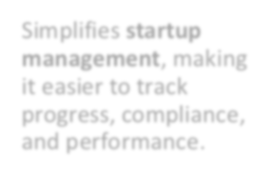 Simplifies startup
management, making
it easier to track
progress, compliance,
and performance.